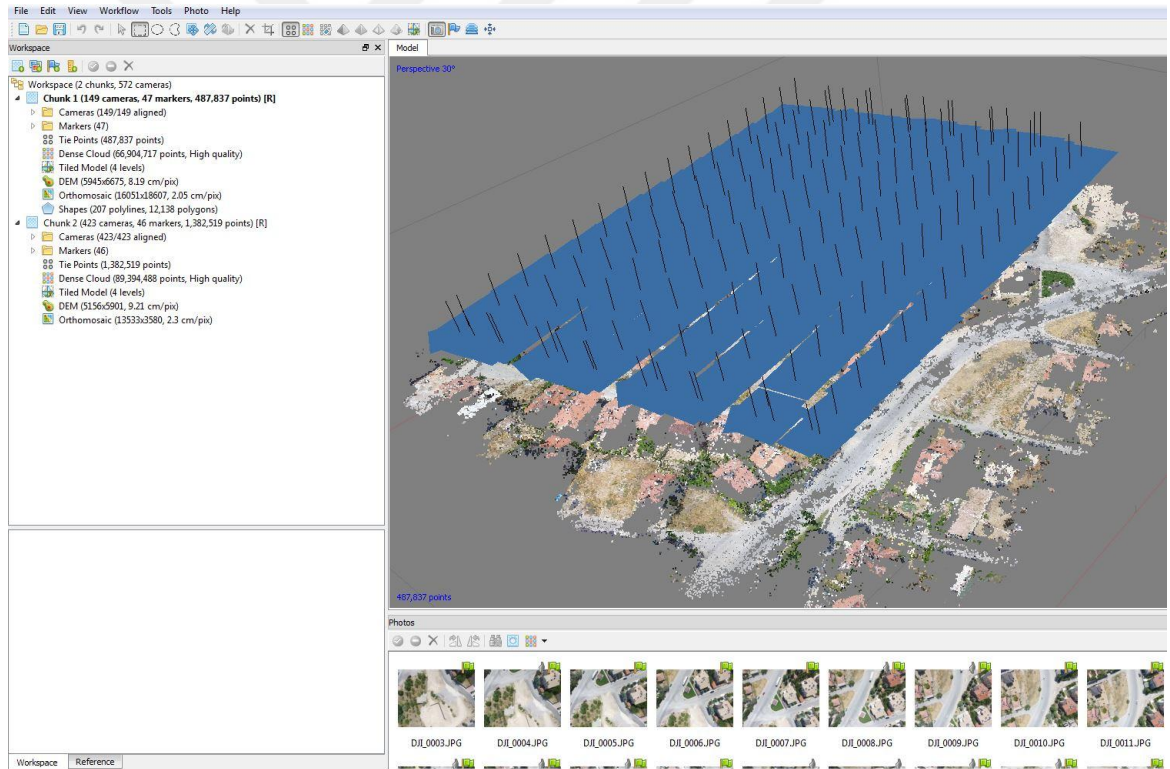 File Edit View Workflow Tools Photo Help
Workspace
Workspace (2 chunks, 572 cameras)
Chunk 1 (149 cameras, 47 markers, 487,837 points) [R]
Cameras (149/149 aligned)
Markers (47)
Tie Points (487,837 points)
Dense Cloud (66,904,717 points, High quality)
Tiled Model (4 levels)
DEM (5945x6675, 8.19 cm/pix)
Orthomosaic (16051x18607, 2.05 cm/pix)
Shapes (207 polylines, 12,138 polygons)
Chunk 2 (423 cameras, 46 markers, 1,382,519 points) [R]
Cameras (423/423 aligned)
Markers (46)
Tie Points (1,382,519 points)
Dense Cloud (89,394,488 points, High quality)
Tiled Model (4 levels)
DEM (5156x5901, 9.21 cm/pix)
Orthomosaic (13533x3580, 2.3 cm/pix)
Workspace Reference
Model
Perspective 30°
487,837 points
Photos
DJI_0003.JPG DJI_0004.JPG DJI_0005.JPG DJI_0006.JPG DJI_0007.JPG DJI_0008.JPG DJI_0009.JPG DJI_0010.JPG DJI_0011.JPG